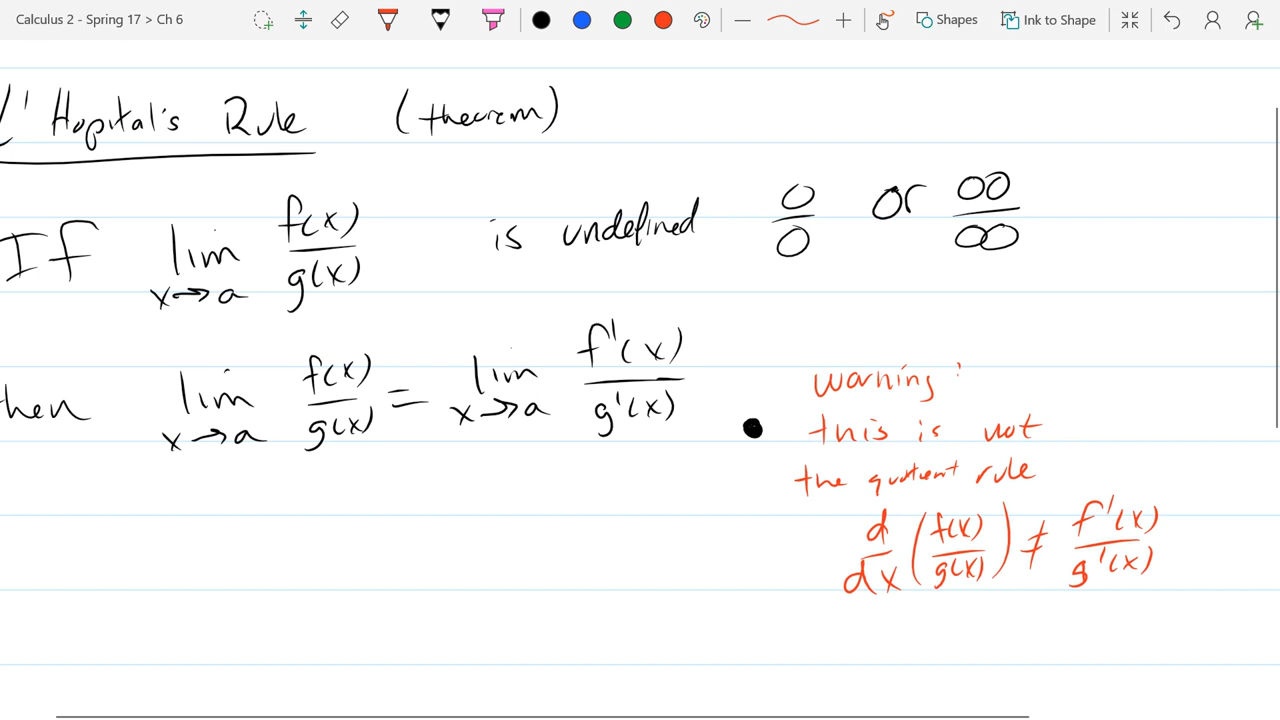 Calculus 2 - Spring 17 > Ch 6
Shapes
Ink to Shape
L'Hopital's Rule (theorem)
If lim x→a f(x)/g(x) is undefined 0/0 or ∞/∞
then lim x→a f(x)/g(x) = lim x→a f'(x)/g'(x)
warning:
this is not
the quotient rule
d/dx (f(x)/g(x)) ≠ f'(x)/g'(x)